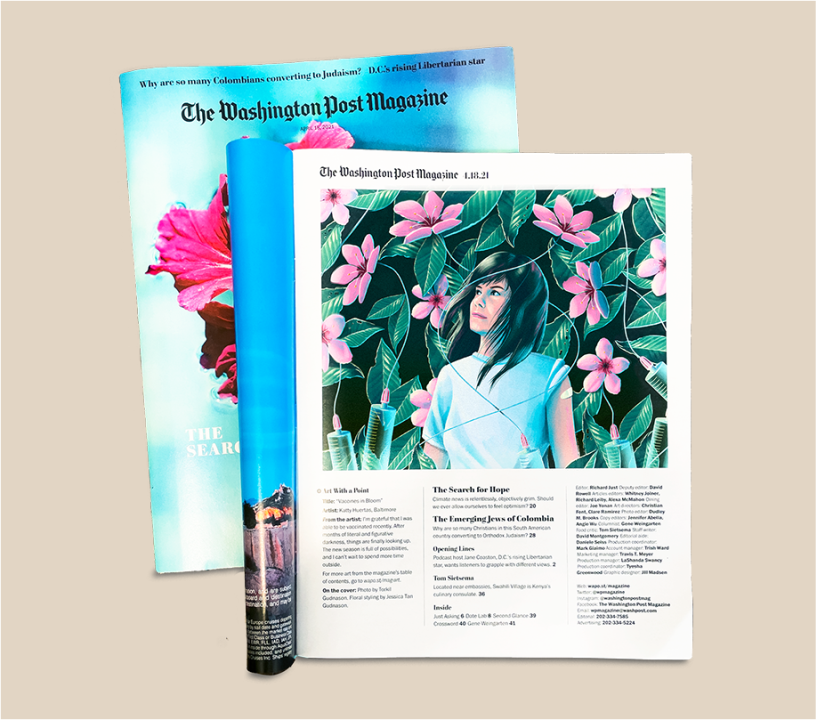 Why are so many Colombians converting to Judaism? D.C.'s rising Libertarian star
The Washington Post Magazine
THE
SEARC
The Washington Post Magazine 4.18.21
Art With a Point
Title: "Vaccines in Bloom"
Artist: Katty Huertas, Baltimore
From the artist: I'm grateful that I was
able to be vaccinated recently. After
months of literal and figurative
darkness, things are finally looking up.
The new season is full of possibilities,
and I can't wait to spend more time
outside.
For more art from the magazine's table
of contents, go to wapo.st/magart.
On the cover: Photo by Torkil
Gudnason. Floral styling by Jessica Tan
Gudnason.
The Search for Hope
Climate news is relentlessly, objectively grim. Should
we ever allow ourselves to feel optimism? 20
The Emerging Jews of Colombia
Why are so many Christians in this South American
country converting to Orthodox Judaism? 28
Opening Lines
Podcast host Jane Coaston, D.C.'s rising Libertarian
star, wants listeners to grapple with different views. 2
Tom Sietsema
Located near embassies, Swahili Village is Kenya's
culinary consulate. 36
Inside
Just Asking 6 Date Lab 8 Second Glance 39
Crossword 40 Gene Weingarten 41
Editor: Richard Just Deputy editor: David
Rowell Articles editors: Whitney Joiner,
Richard Leiby, Alex McMahon Dining
editor: Joe Yonan Art directors: Christian
Font, Clare Ramirez Photo editor: Dudley
M. Brooks Copy editors: Jennifer Abella,
Angie Wu Columnist: Gene Weingarten
Food critic: Tom Sietsema Staff writer:
David Montgomery Editorial aide:
Daniele Seiss Production coordinator:
Mark Giaimo Account manager: Trish Ward
Marketing manager: Travis T. Meyer
Production manager: LaShanda Swancy
Production coordinator: Tyesha
Greenwood Graphic designer: Jill Madsen
Web: wapo.st/magazine
Twitter: @wpmagazine
Instagram: @washingtonpostmag
Facebook: The Washington Post Magazine
Email: wpmagazine@washpost.com
Editorial: 202-334-7585
Advertising: 202-334-5224